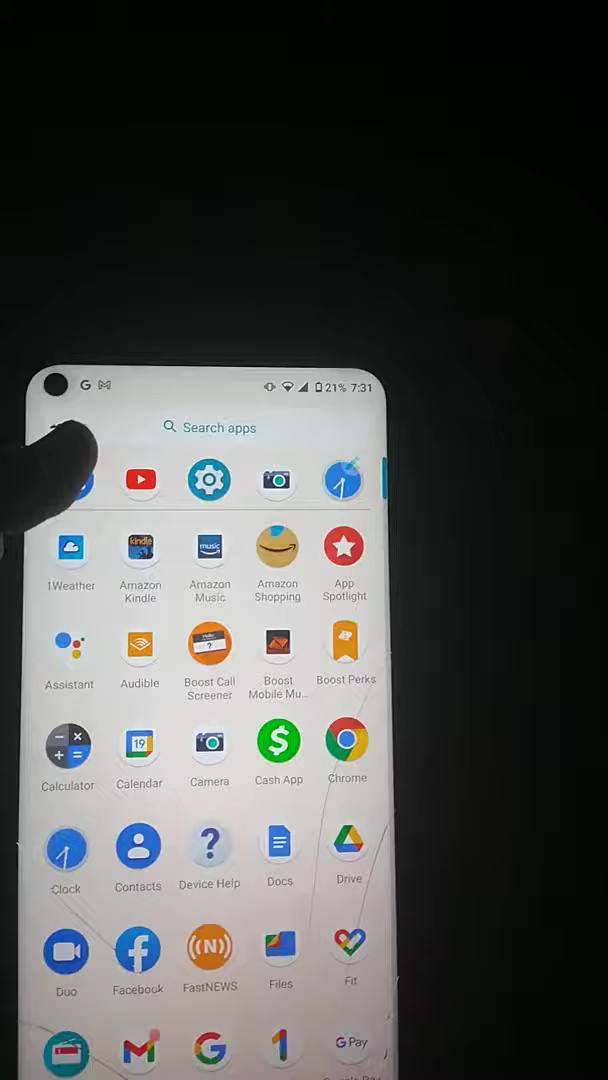 G M 21% 7:31
Search apps
1Weather Amazon Kindle Amazon Music Amazon Shopping App Spotlight
Assistant Audible Boost Call Screener Boost Mobile Mu... Boost Perks
Calculator 19 Calendar Camera Cash App Chrome
Clock Contacts Device Help Docs Drive
Duo Facebook FastNEWS Files Fit
G Pay